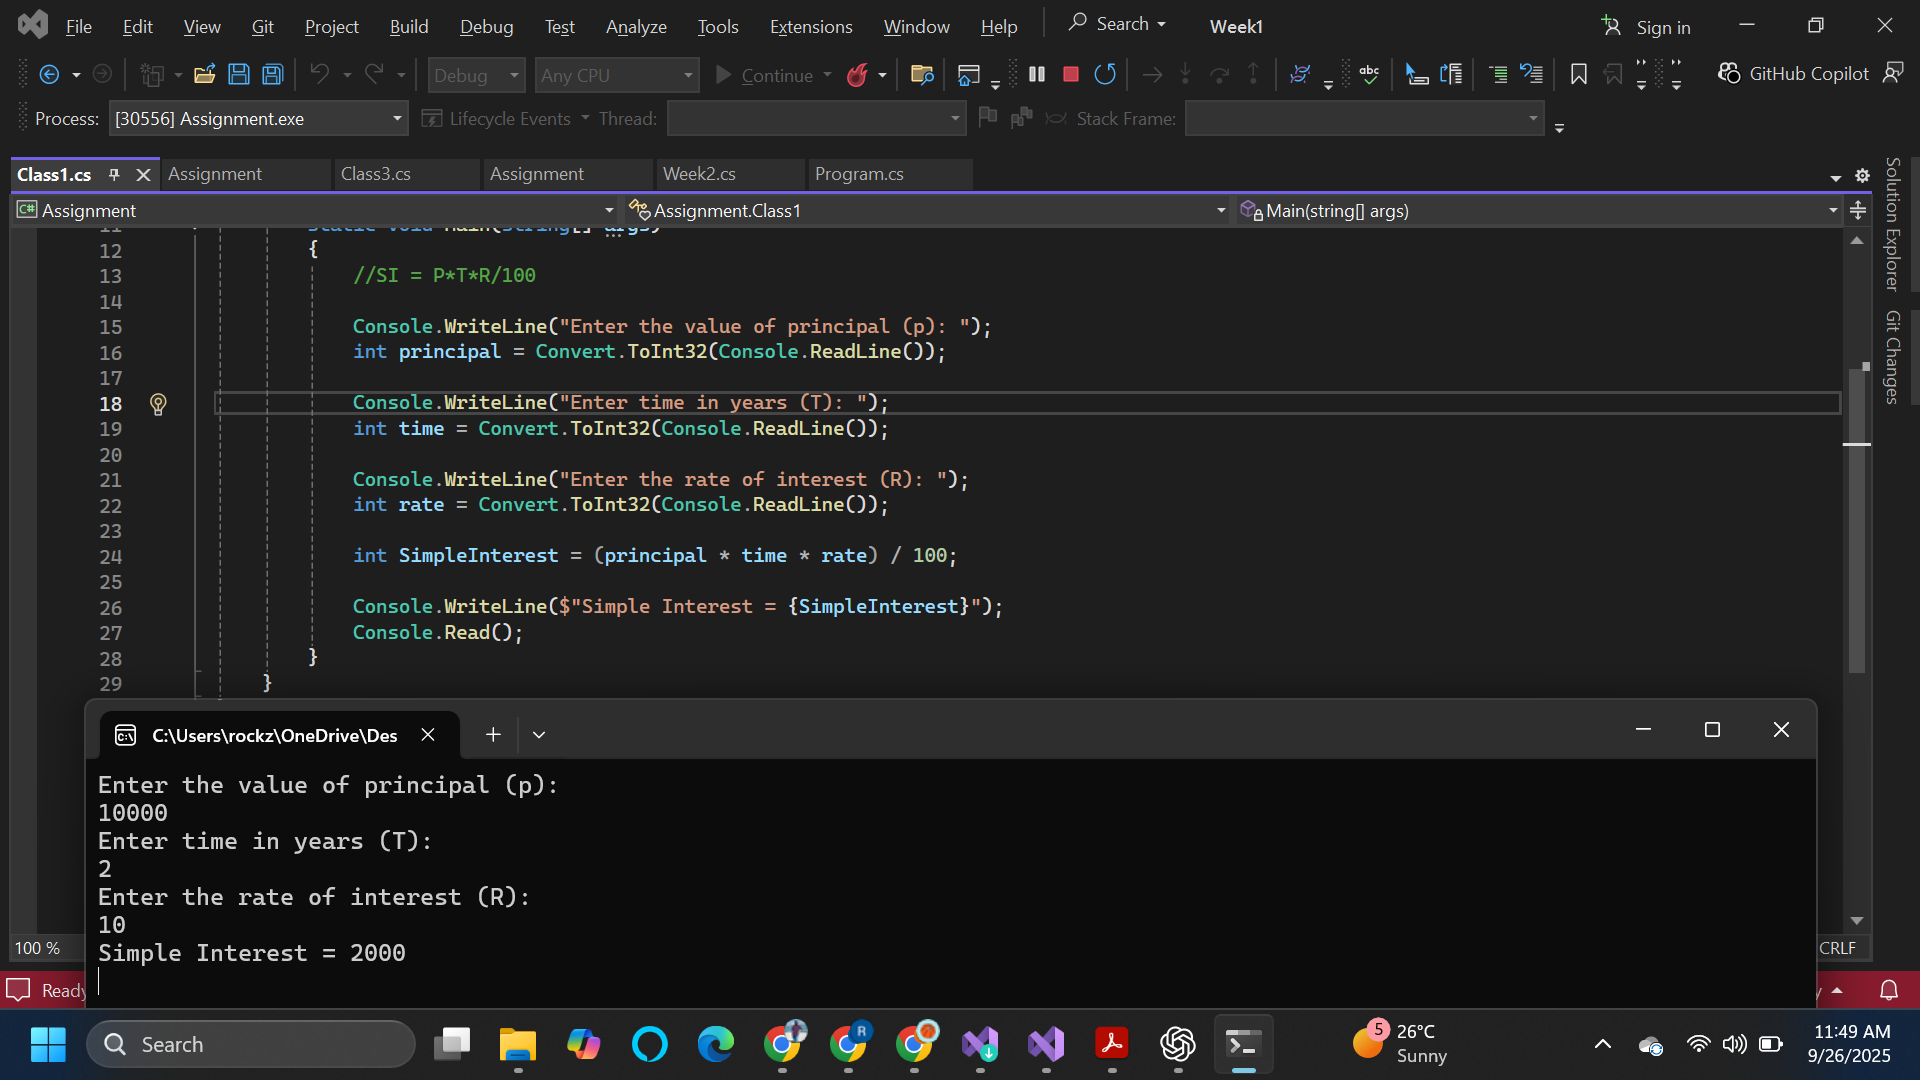 File Edit View Git Project Build Debug Test Analyze Tools Extensions Window Help Search Week1 Sign in
Debug Any CPU Continue abc GitHub Copilot
Process: [30556] Assignment.exe Lifecycle Events Thread: Stack Frame:
Class1.cs Assignment Class3.cs Assignment Week2.cs Program.cs
C# Assignment Assignment.Class1 Main(string[] args)
Solution Explorer
Git Changes
11 static void Main(string[] args)
12 {
13 //SI = P*T*R/100
14
15 Console.WriteLine("Enter the value of principal (p): ");
16 int principal = Convert.ToInt32(Console.ReadLine());
17
18 Console.WriteLine("Enter time in years (T): ");
19 int time = Convert.ToInt32(Console.ReadLine());
20
21 Console.WriteLine("Enter the rate of interest (R): ");
22 int rate = Convert.ToInt32(Console.ReadLine());
23
24 int SimpleInterest = (principal * time * rate) / 100;
25
26 Console.WriteLine($"Simple Interest = {SimpleInterest}");
27 Console.Read();
28 }
29 }
C:\Users\rockz\OneDrive\Des
Enter the value of principal (p):
10000
Enter time in years (T):
2
Enter the rate of interest (R):
10
Simple Interest = 2000
100 % CRLF
Ready
Search
R
5 26°C
Sunny
11:49 AM
9/26/2025